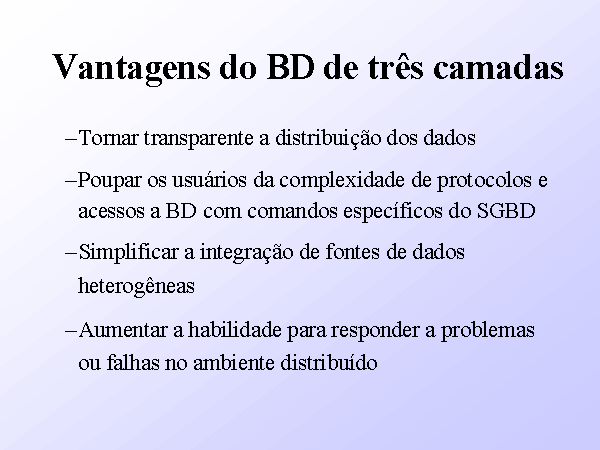 Vantagens do BD de três camadas
–Tornar transparente a distribuição dos dados
–Poupar os usuários da complexidade de protocolos e
acessos a BD com comandos específicos do SGBD
–Simplificar a integração de fontes de dados
heterogêneas
–Aumentar a habilidade para responder a problemas
ou falhas no ambiente distribuído